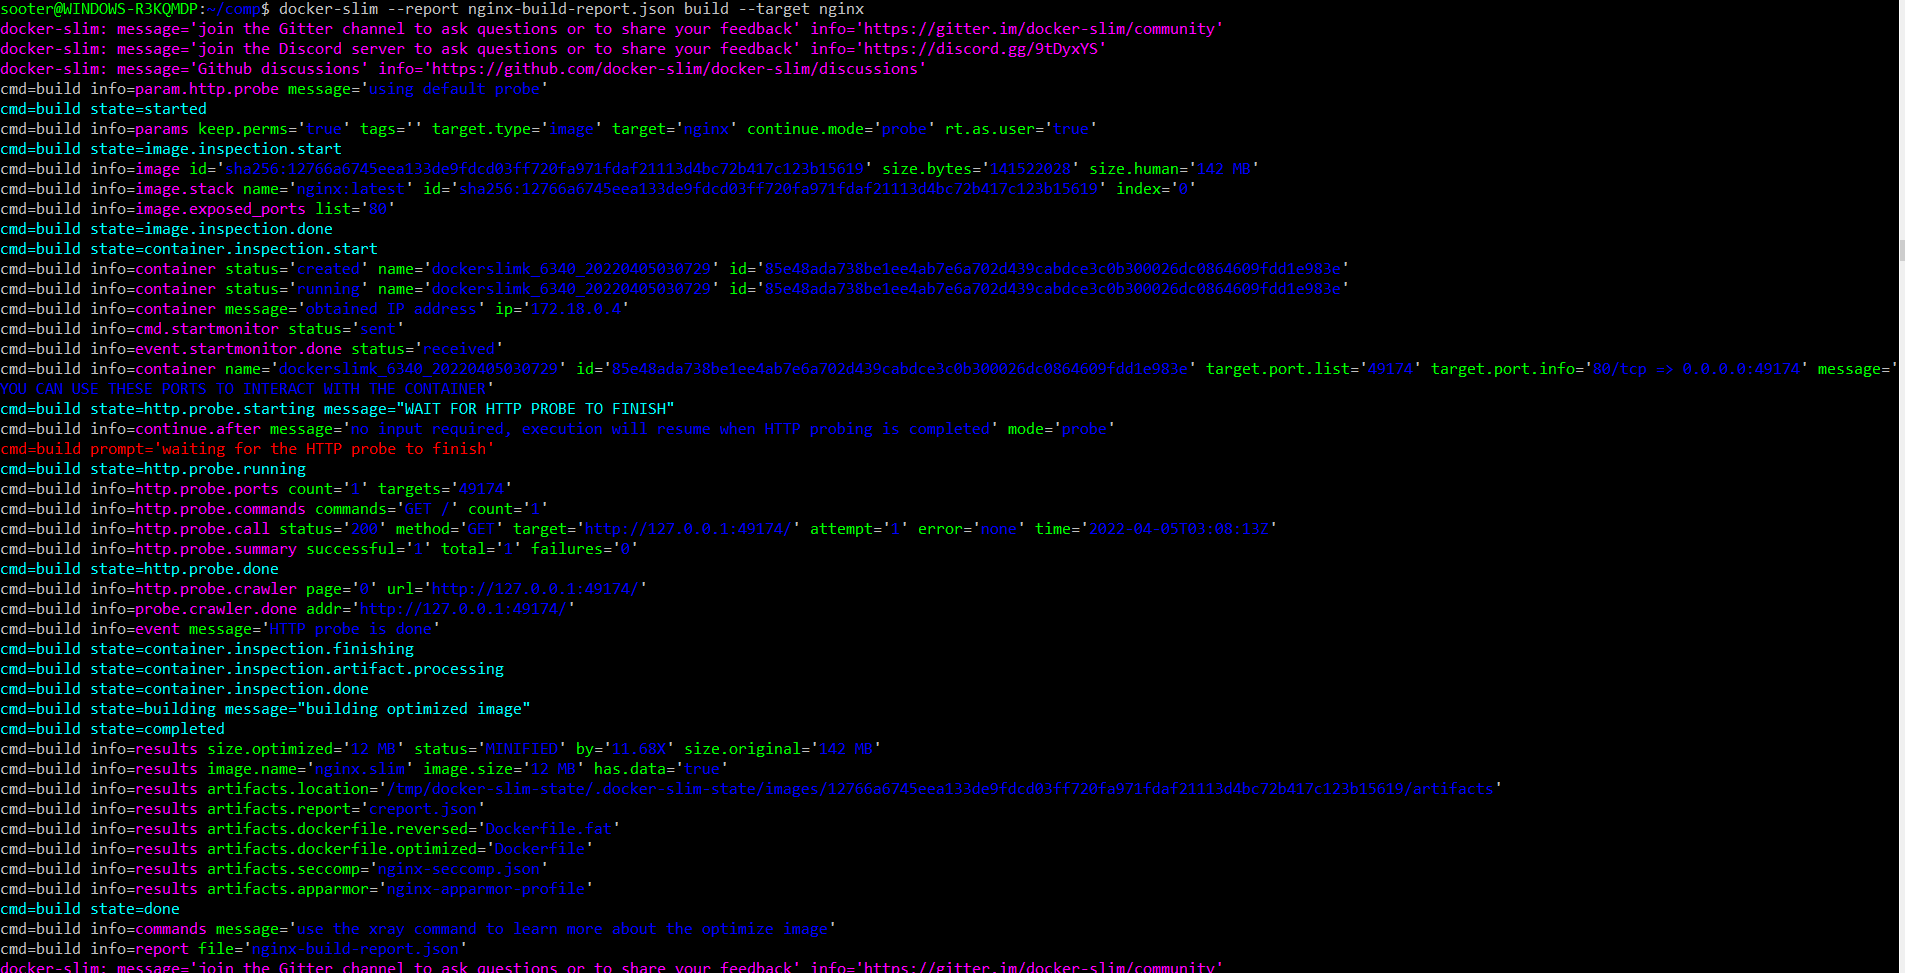 sooter@WINDOWS-R3KQMDP:~/comp$ docker-slim --report nginx-build-report.json build --target nginx
docker-slim: message='join the Gitter channel to ask questions or to share your feedback' info='https://gitter.im/docker-slim/community'
docker-slim: message='join the Discord server to ask questions or to share your feedback' info='https://discord.gg/9tDyxYS'
docker-slim: message='Github discussions' info='https://github.com/docker-slim/docker-slim/discussions'
cmd=build info=param.http.probe message='using default probe'
cmd=build state=started
cmd=build info=params keep.perms='true' tags='' target.type='image' target='nginx' continue.mode='probe' rt.as.user='true'
cmd=build state=image.inspection.start
cmd=build info=image id='sha256:12766a6745eea133de9fdcd03ff720fa971fdaf21113d4bc72b417c123b15619' size.bytes='141522028' size.human='142 MB'
cmd=build info=image.stack name='nginx:latest' id='sha256:12766a6745eea133de9fdcd03ff720fa971fdaf21113d4bc72b417c123b15619' index='0'
cmd=build info=image.exposed_ports list='80'
cmd=build state=image.inspection.done
cmd=build state=container.inspection.start
cmd=build info=container status='created' name='dockerslimk_6340_20220405030729' id='85e48ada738be1ee4ab7e6a702d439cabdce3c0b300026dc0864609fdd1e983e'
cmd=build info=container status='running' name='dockerslimk_6340_20220405030729' id='85e48ada738be1ee4ab7e6a702d439cabdce3c0b300026dc0864609fdd1e983e'
cmd=build info=container message='obtained IP address' ip='172.18.0.4'
cmd=build info=cmd.startmonitor status='sent'
cmd=build info=event.startmonitor.done status='received'
cmd=build info=container name='dockerslimk_6340_20220405030729' id='85e48ada738be1ee4ab7e6a702d439cabdce3c0b300026dc0864609fdd1e983e' target.port.list='49174' target.port.info='80/tcp => 0.0.0.0:49174' message='
YOU CAN USE THESE PORTS TO INTERACT WITH THE CONTAINER'
cmd=build state=http.probe.starting message="WAIT FOR HTTP PROBE TO FINISH"
cmd=build info=continue.after message='no input required, execution will resume when HTTP probing is completed' mode='probe'
cmd=build prompt='waiting for the HTTP probe to finish'
cmd=build state=http.probe.running
cmd=build info=http.probe.ports count='1' targets='49174'
cmd=build info=http.probe.commands commands='GET /' count='1'
cmd=build info=http.probe.call status='200' method='GET' target='http://127.0.0.1:49174/' attempt='1' error='none' time='2022-04-05T03:08:13Z'
cmd=build info=http.probe.summary successful='1' total='1' failures='0'
cmd=build state=http.probe.done
cmd=build info=http.probe.crawler page='0' url='http://127.0.0.1:49174/'
cmd=build info=probe.crawler.done addr='http://127.0.0.1:49174/'
cmd=build info=event message='HTTP probe is done'
cmd=build state=container.inspection.finishing
cmd=build state=container.inspection.artifact.processing
cmd=build state=container.inspection.done
cmd=build state=building message="building optimized image"
cmd=build state=completed
cmd=build info=results size.optimized='12 MB' status='MINIFIED' by='11.68X' size.original='142 MB'
cmd=build info=results image.name='nginx.slim' image.size='12 MB' has.data='true'
cmd=build info=results artifacts.location='/tmp/docker-slim-state/.docker-slim-state/images/12766a6745eea133de9fdcd03ff720fa971fdaf21113d4bc72b417c123b15619/artifacts'
cmd=build info=results artifacts.report='creport.json'
cmd=build info=results artifacts.dockerfile.reversed='Dockerfile.fat'
cmd=build info=results artifacts.dockerfile.optimized='Dockerfile'
cmd=build info=results artifacts.seccomp='nginx-seccomp.json'
cmd=build info=results artifacts.apparmor='nginx-apparmor-profile'
cmd=build state=done
cmd=build info=commands message='use the xray command to learn more about the optimize image'
cmd=build info=report file='nginx-build-report.json'
docker-slim: message='join the Gitter channel to ask questions or to share your feedback' info='https://gitter.im/docker-slim/community'